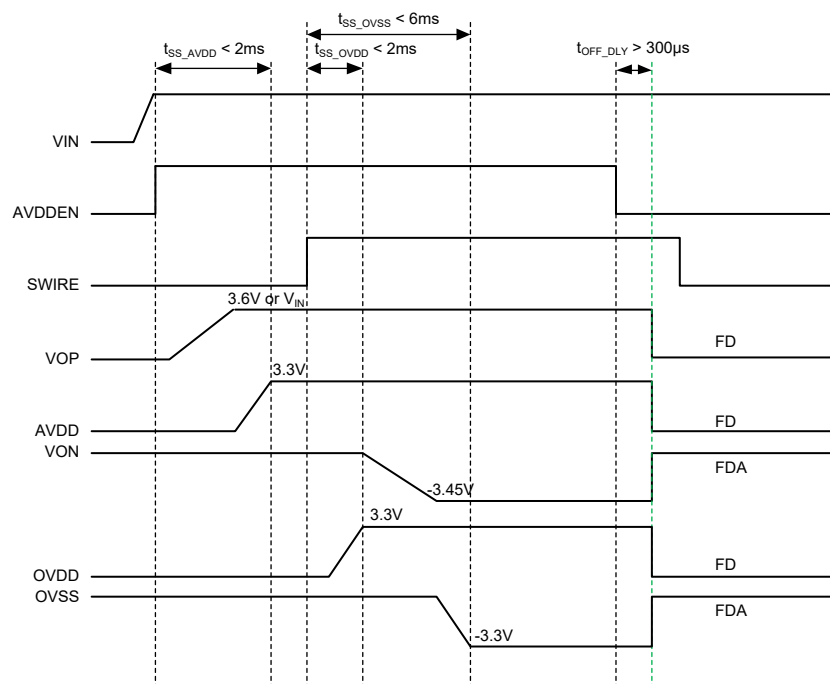 tSS_OVSS < 6ms
tSS_AVDD < 2ms
tSS_OVDD < 2ms
tOFF_DLY > 300µs
VIN
AVDDEN
SWIRE
3.6V or VIN
VOP
FD
3.3V
AVDD
FD
VON
FDA
-3.45V
3.3V
OVDD
FD
OVSS
FDA
-3.3V